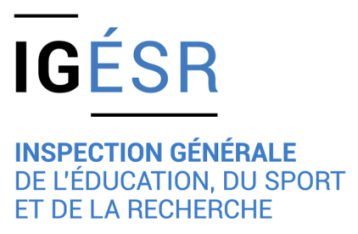 IGÉSR
INSPECTION GÉNÉRALE
DE L'ÉDUCATION, DU SPORT
ET DE LA RECHERCHE